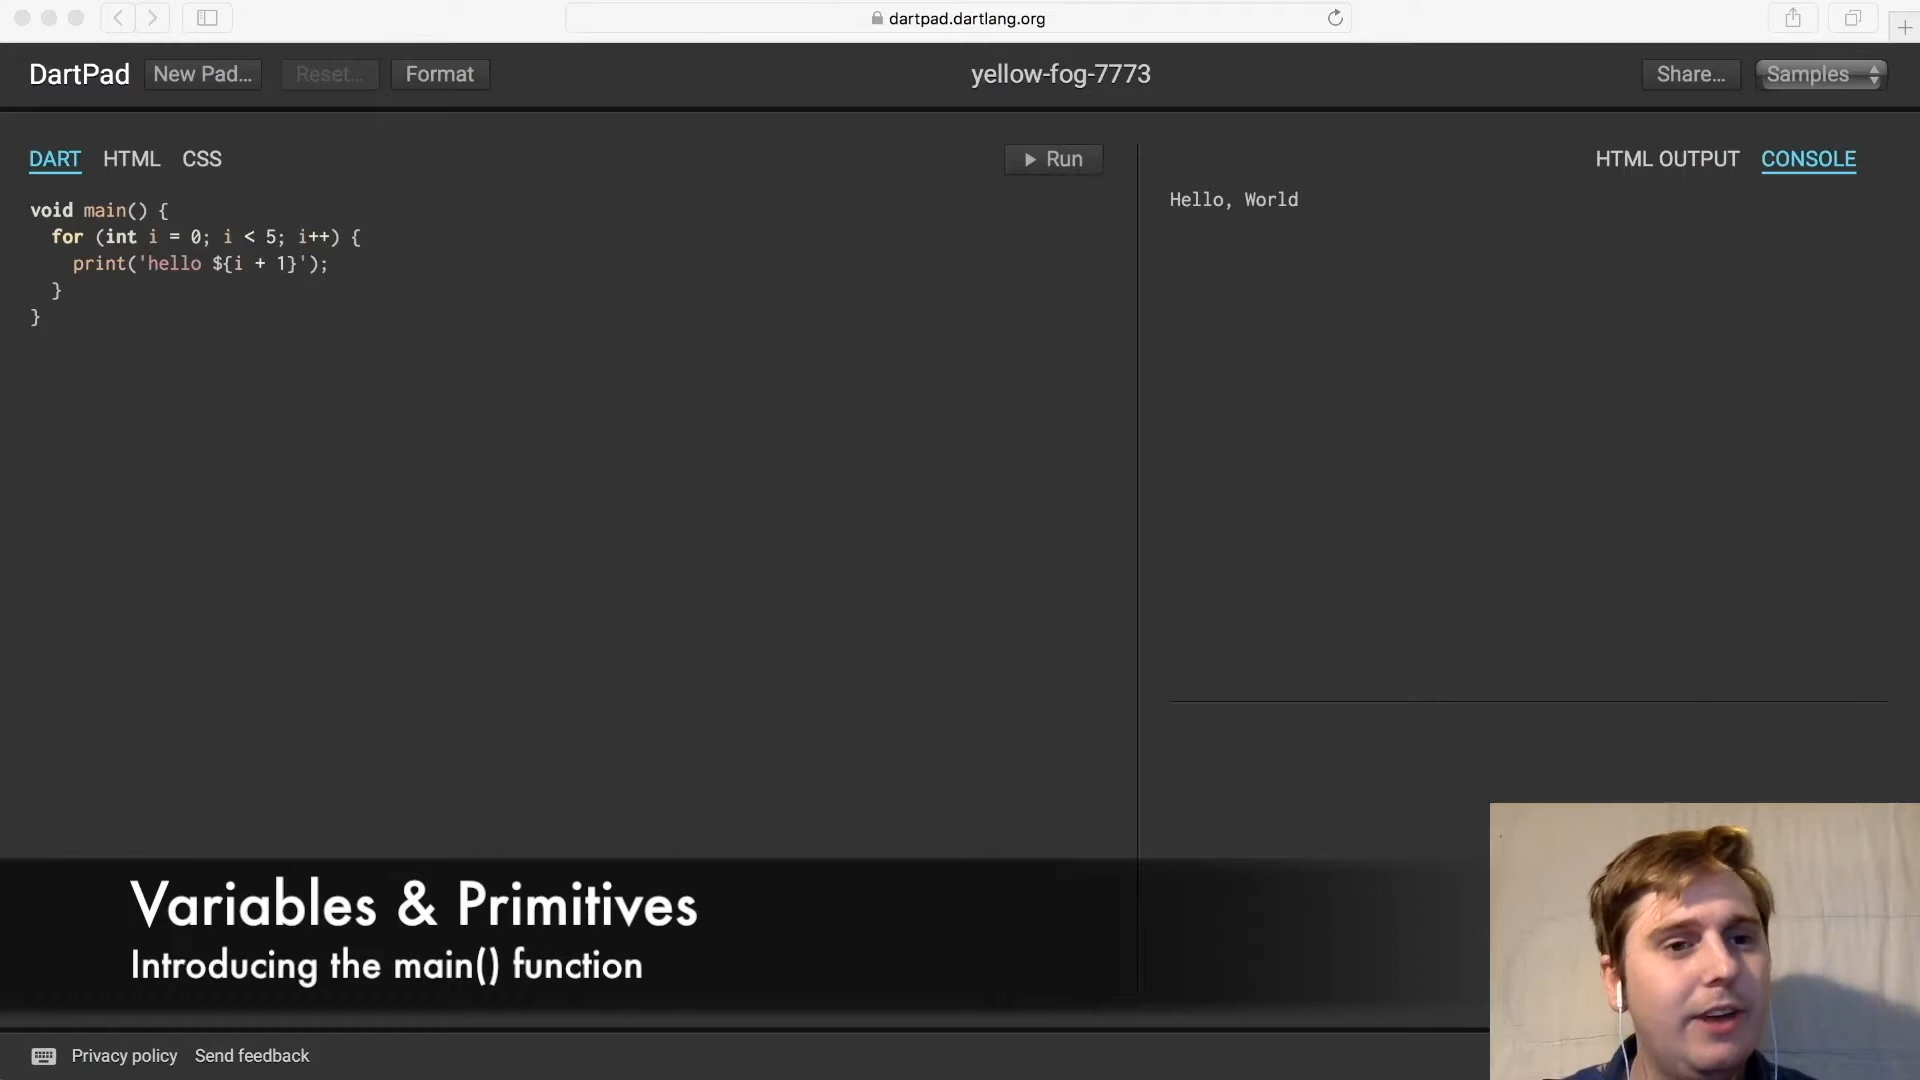 dartpad.dartlang.org
DartPad New Pad... Reset... Format yellow-fog-7773 Share... Samples
DART HTML CSS Run HTML OUTPUT CONSOLE
void main() {
  for (int i = 0; i < 5; i++) {
    print('hello ${i + 1}');
  }
}
Hello, World
Variables & Primitives
Introducing the main() function
Privacy policy Send feedback